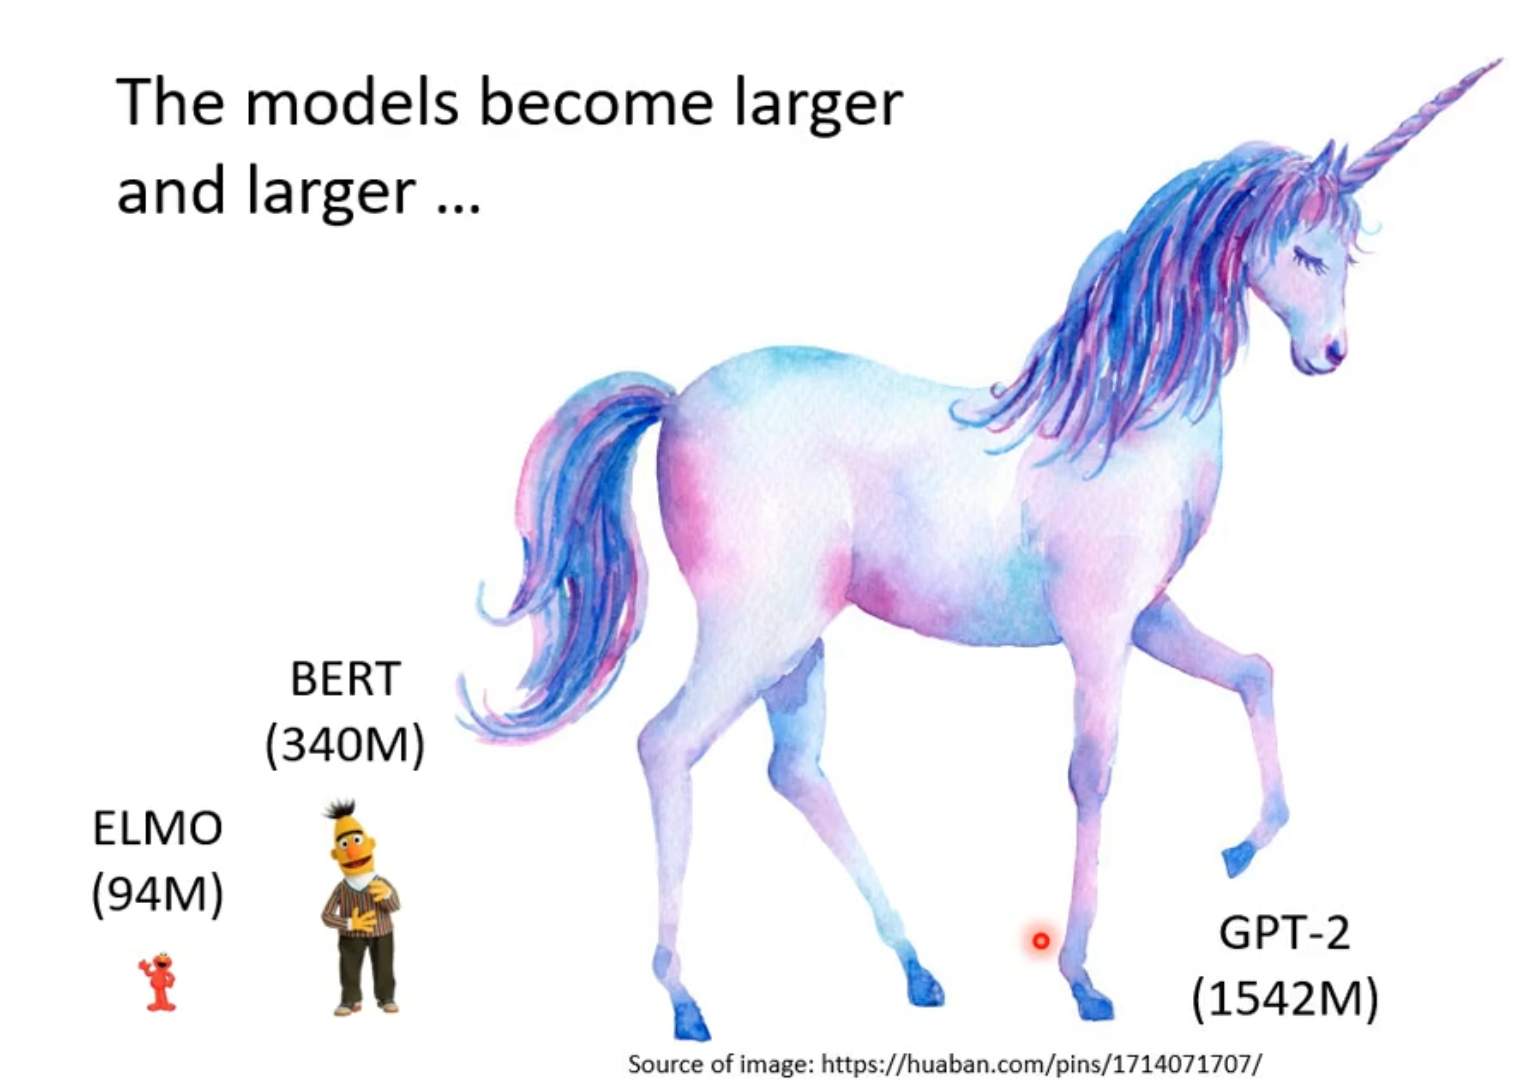 The models become larger
and larger ...
BERT
(340M)
ELMO
(94M)
GPT-2
(1542M)
Source of image: https://huaban.com/pins/1714071707/